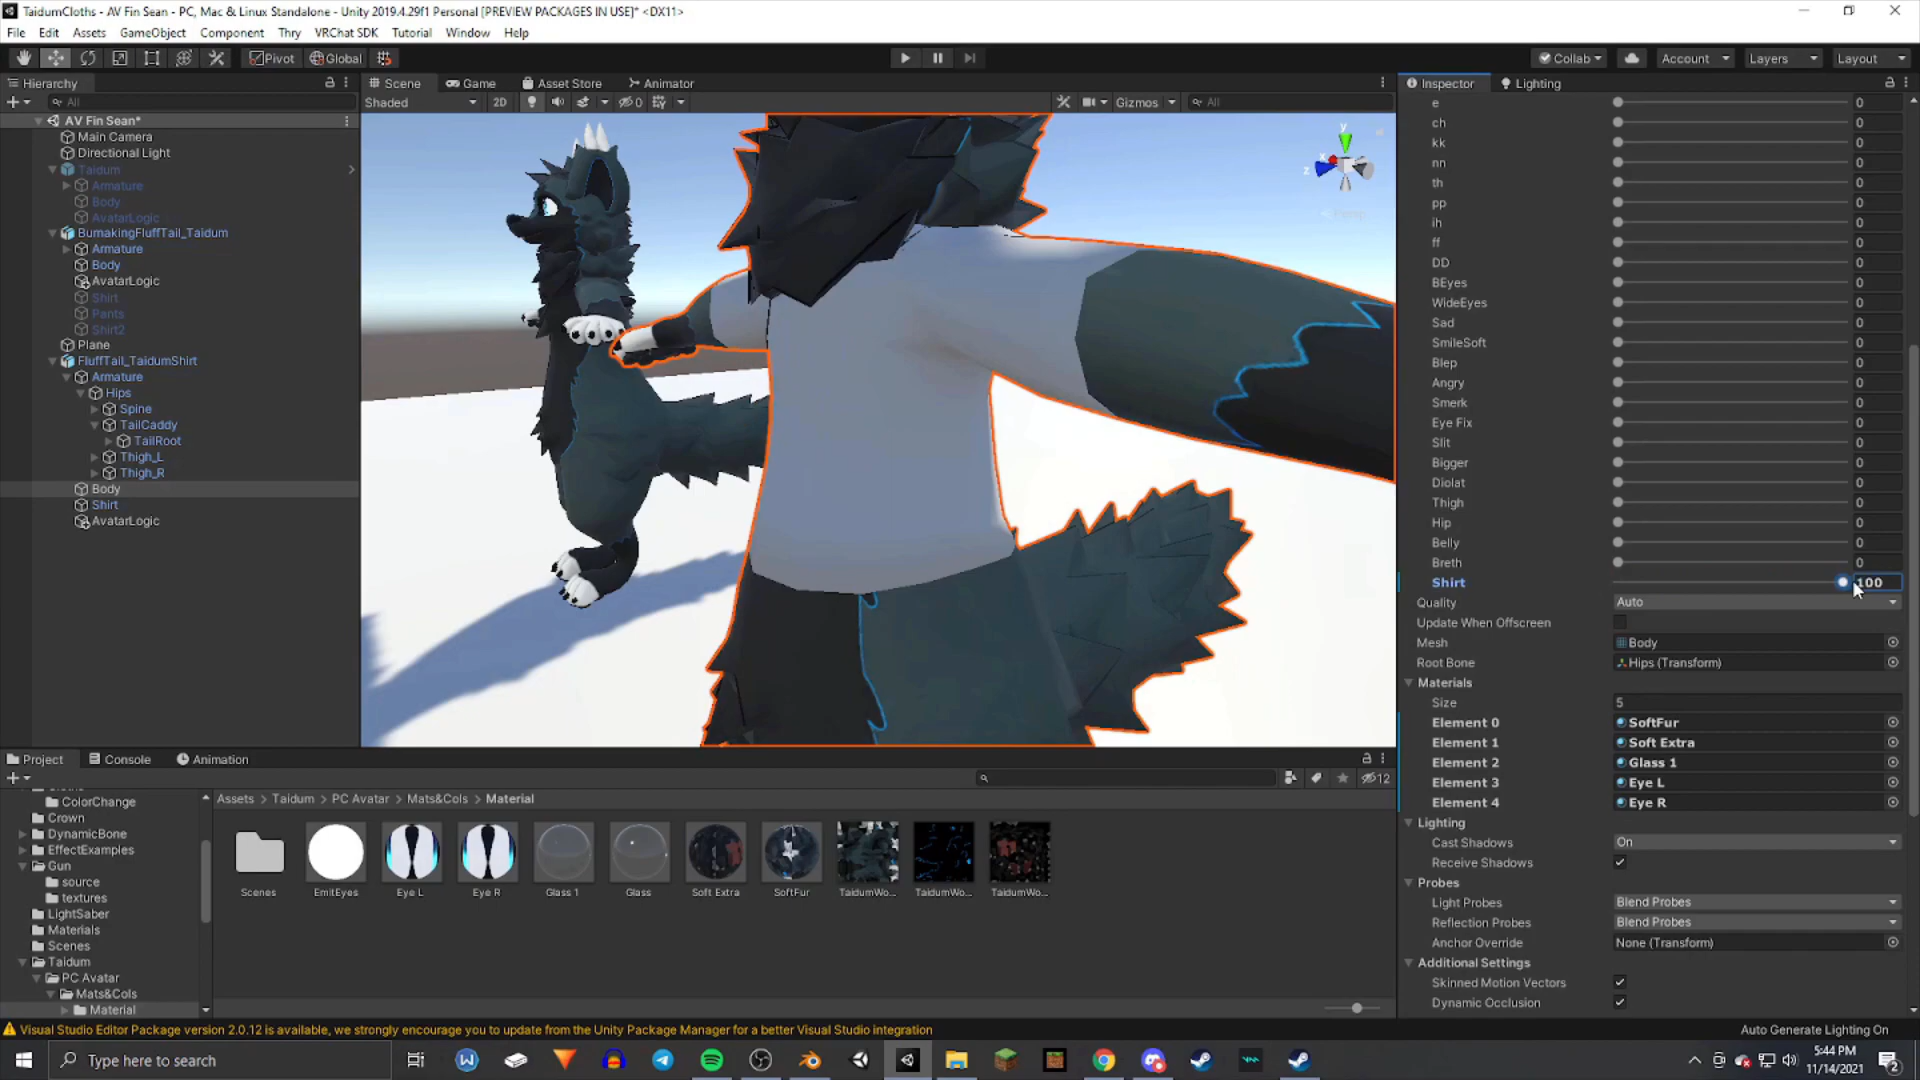 TaidumCloths - AV Fin Sean - PC, Mac & Linux Standalone - Unity 2019.4.29f1 Personal [PREVIEW PACKAGES IN USE]* <DX11>
File Edit Assets GameObject Component Thry VRChat SDK Tutorial Window Help
Pivot Global Collab Account Layers Layout
Hierarchy
All
AV Fin Sean*
Main Camera
Directional Light
Taidum
Armature
Body
AvatarLogic
BumakingFluffTail_Taidum
Armature
Body
AvatarLogic
Shirt
Pants
Shirt2
Plane
FluffTail_TaidumShirt
Armature
Hips
Spine
TailCaddy
TailRoot
Thigh_L
Thigh_R
Body
Shirt
AvatarLogic
Scene Game Asset Store Animator
Shaded 2D 0 Gizmos All
y
x
z
Persp
Inspector Lighting
e 0
ch 0
kk 0
nn 0
th 0
pp 0
ih 0
ff 0
DD 0
BEyes 0
WideEyes 0
Sad 0
SmileSoft 0
Blep 0
Angry 0
Smerk 0
Eye Fix 0
Slit 0
Bigger 0
Diolat 0
Thigh 0
Hip 0
Belly 0
Breth 0
Shirt 100
Quality Auto
Update When Offscreen
Mesh Body
Root Bone Hips (Transform)
Materials
Size 5
Element 0 SoftFur
Element 1 Soft Extra
Element 2 Glass 1
Element 3 Eye L
Element 4 Eye R
Lighting
Cast Shadows On
Receive Shadows
Probes
Light Probes Blend Probes
Reflection Probes Blend Probes
Anchor Override None (Transform)
Additional Settings
Skinned Motion Vectors
Dynamic Occlusion
Project Console Animation
12
ColorChange
Crown
DynamicBone
EffectExamples
Gun
source
textures
LightSaber
Materials
Scenes
Taidum
PC Avatar
Mats&Cols
Material
Assets > Taidum > PC Avatar > Mats&Cols > Material
Scenes EmitEyes Eye L Eye R Glass 1 Glass Soft Extra SoftFur TaidumWo... TaidumWo... TaidumWo...
Visual Studio Editor Package version 2.0.12 is available, we strongly encourage you to update from the Unity Package Manager for a better Visual Studio integration
Auto Generate Lighting On
Type here to search
5:44 PM
11/14/2021
2